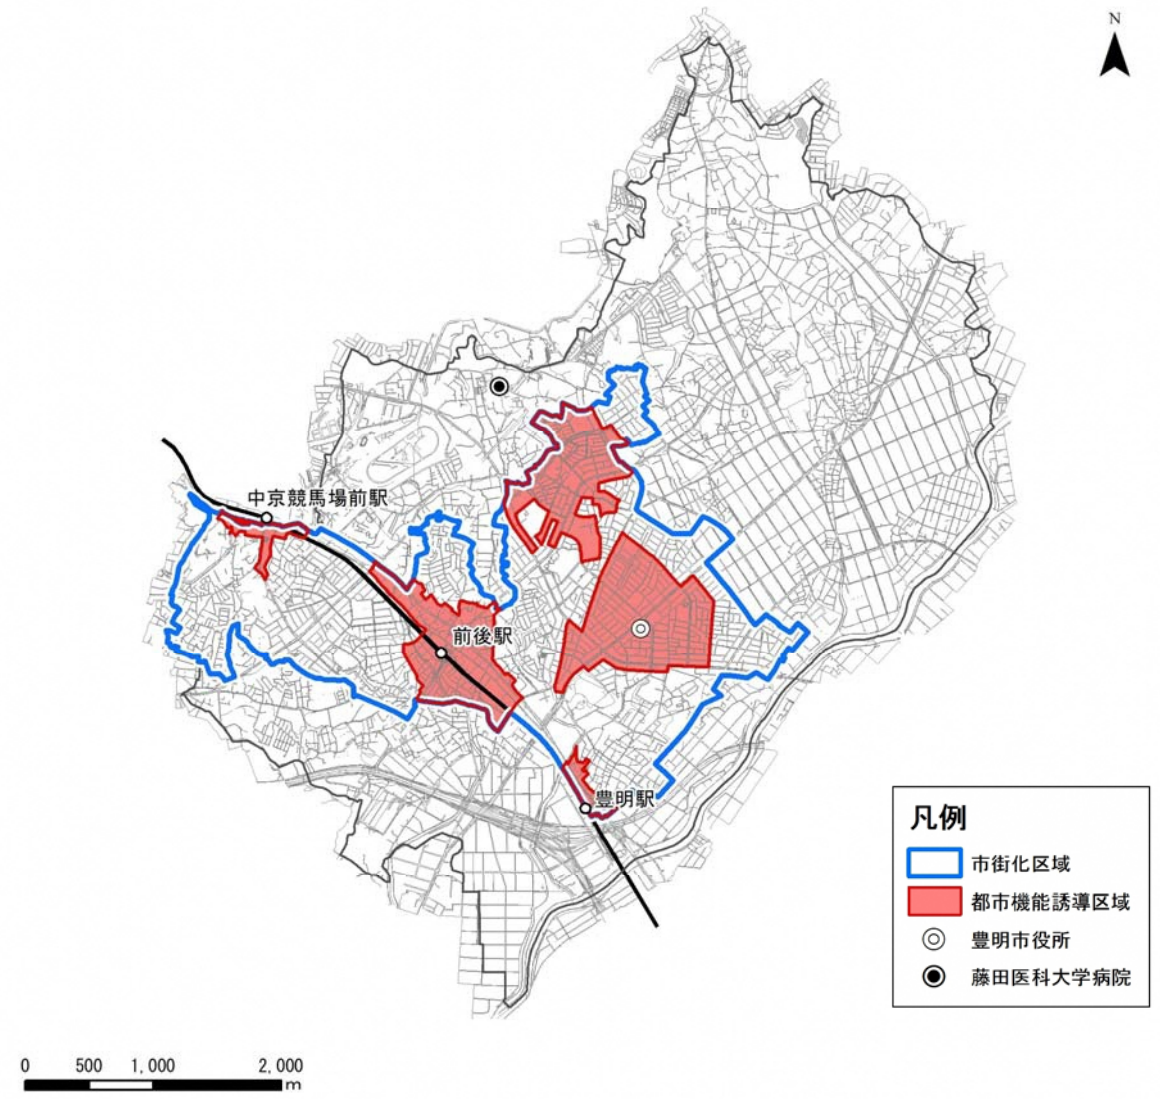 N
中京競馬場前駅
前後駅
豊明駅
凡例
市街化区域
都市機能誘導区域
豊明市役所
藤田医科大学病院
0 500 1,000 2,000
m